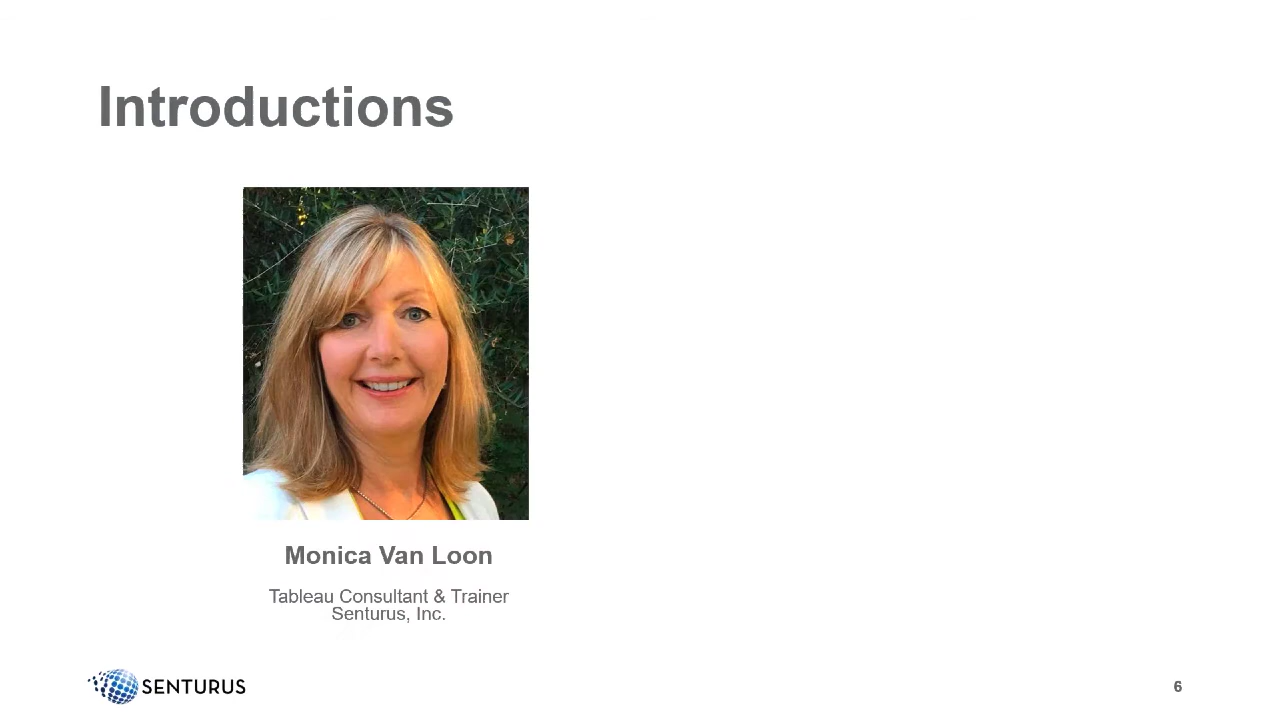 Introductions
Monica Van Loon
Tableau Consultant & Trainer
Senturus, Inc.
SENTURUS
6